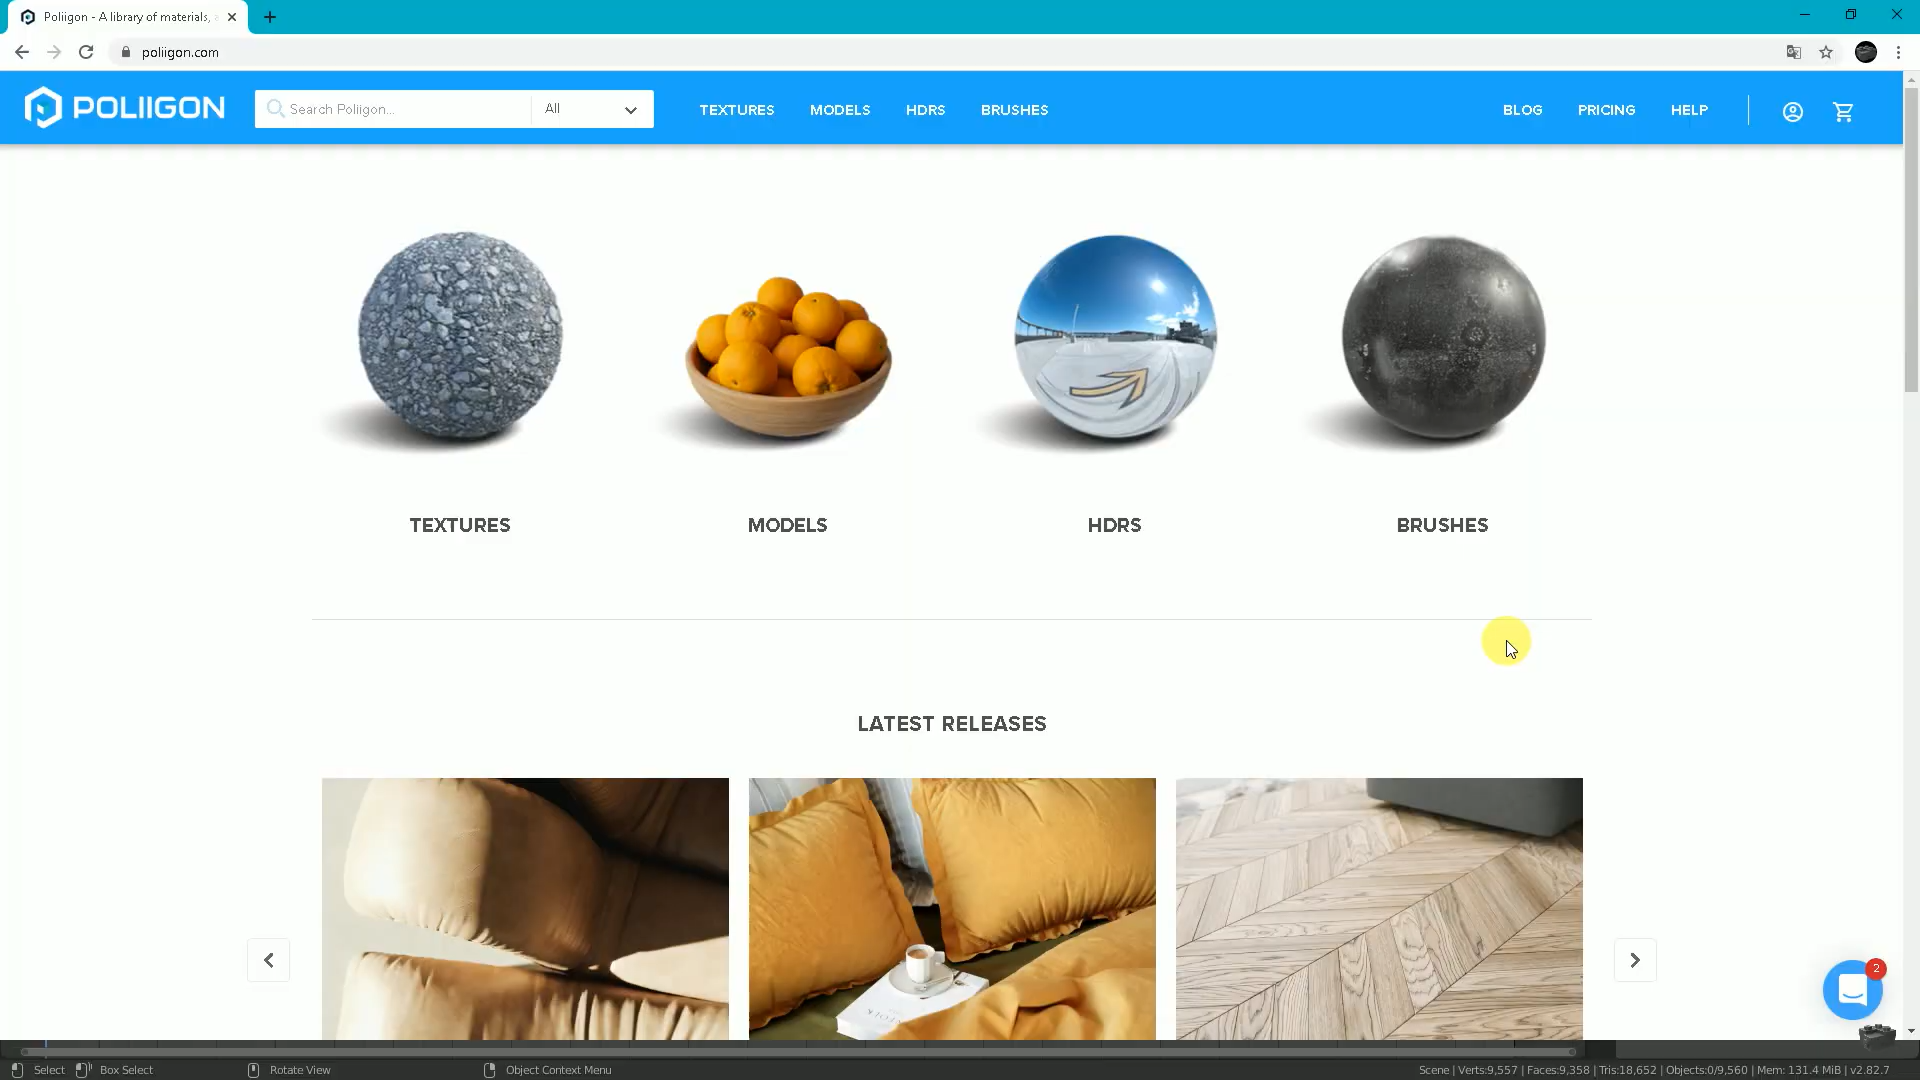 Poliigon - A library of materials,
poliigon.com
POLIIGON
Search Poliigon...
All
TEXTURES
MODELS
HDRS
BRUSHES
BLOG
PRICING
HELP
TEXTURES
MODELS
HDRS
BRUSHES
LATEST RELEASES
2
Select
Box Select
Rotate View
Object Context Menu
Scene | Verts:9,557 | Faces:9,358 | Tris:18,652 | Objects:0/9,560 | Mem: 131.4 MiB | v2.82.7